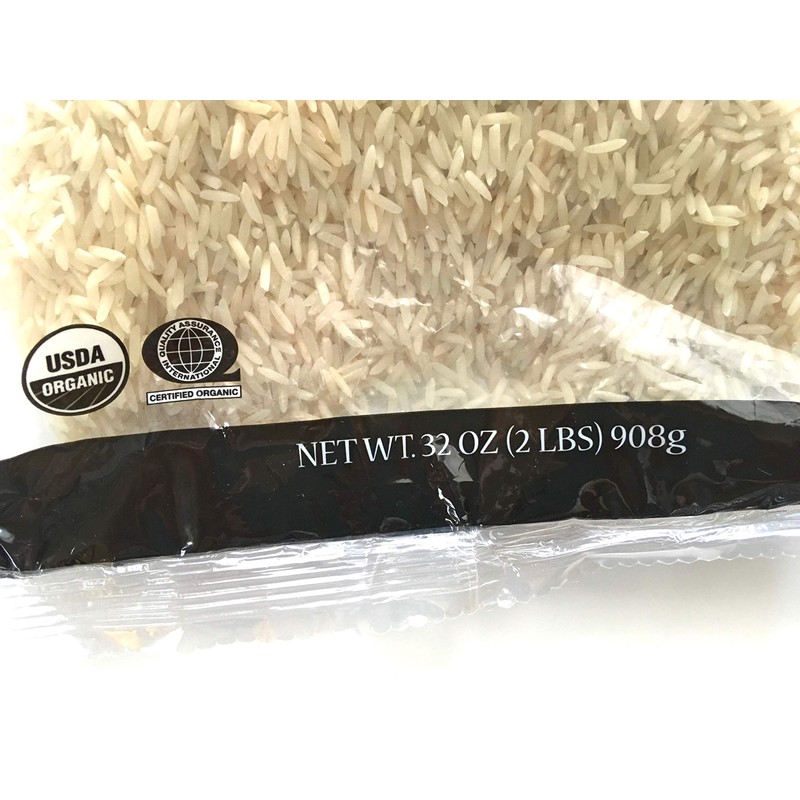 USDA
ORGANIC
QUALITY ASSURANCE
INTERNATIONAL
CERTIFIED ORGANIC
NET WT. 32 OZ (2 LBS) 908g